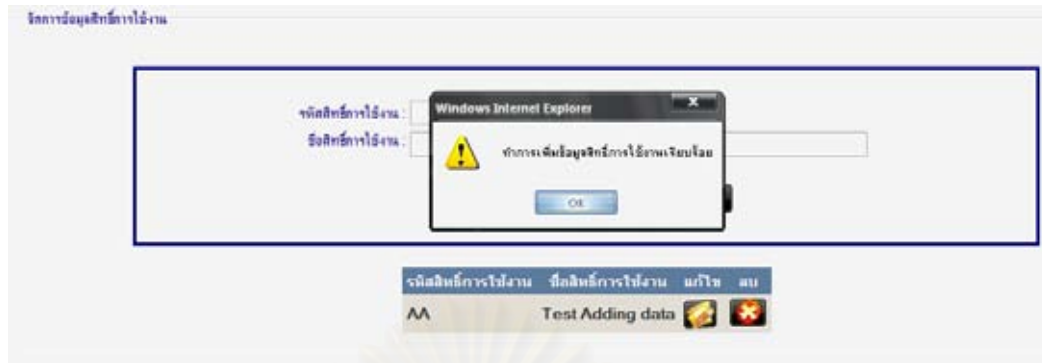 จัดการข้อมูลสิทธิ์การใช้งาน
รหัสสิทธิ์การใช้งาน :
ชื่อสิทธิ์การใช้งาน :
Windows Internet Explorer
ทำการเพิ่มข้อมูลสิทธิ์การใช้งานเรียบร้อย
OK
รหัสสิทธิ์การใช้งาน ชื่อสิทธิ์การใช้งาน แก้ไข ลบ
AA Test Adding data